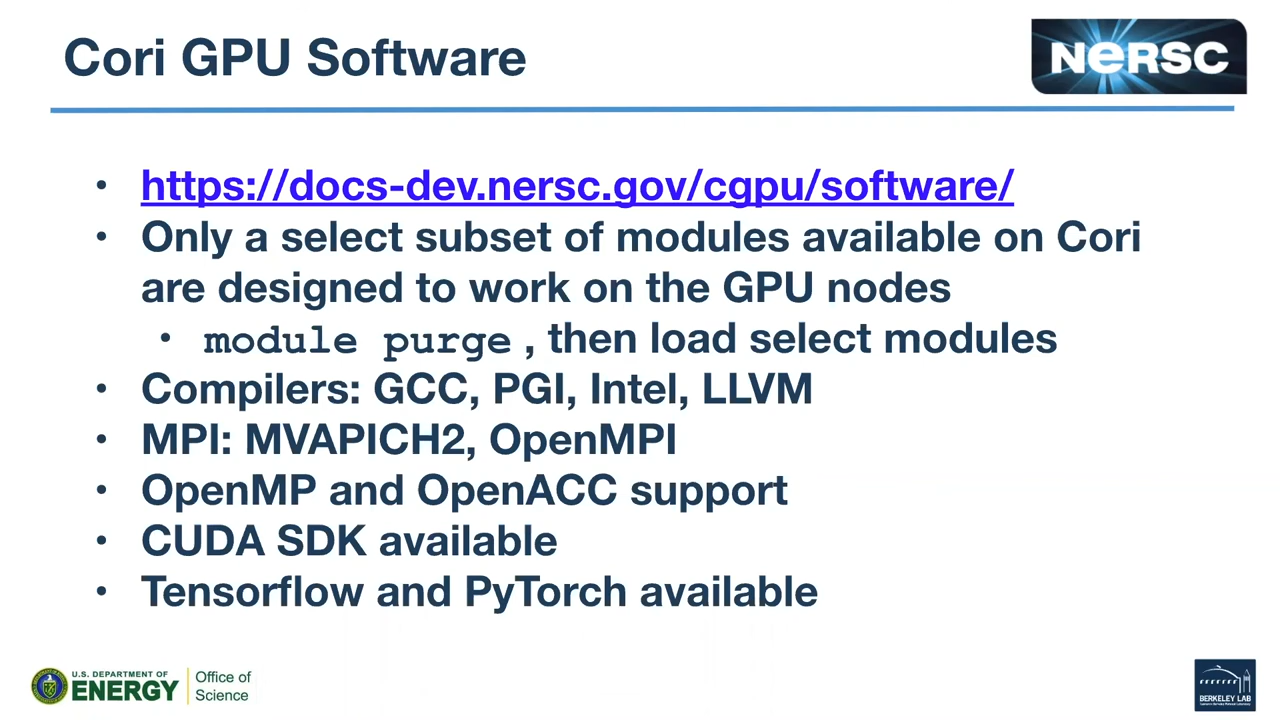 Cori GPU Software
NERSC
• https://docs-dev.nersc.gov/cgpu/software/
• Only a select subset of modules available on Cori
are designed to work on the GPU nodes
• module purge , then load select modules
• Compilers: GCC, PGI, Intel, LLVM
• MPI: MVAPICH2, OpenMPI
• OpenMP and OpenACC support
• CUDA SDK available
• Tensorflow and PyTorch available
U.S. DEPARTMENT OF
ENERGY
Office of
Science
BERKELEY LAB